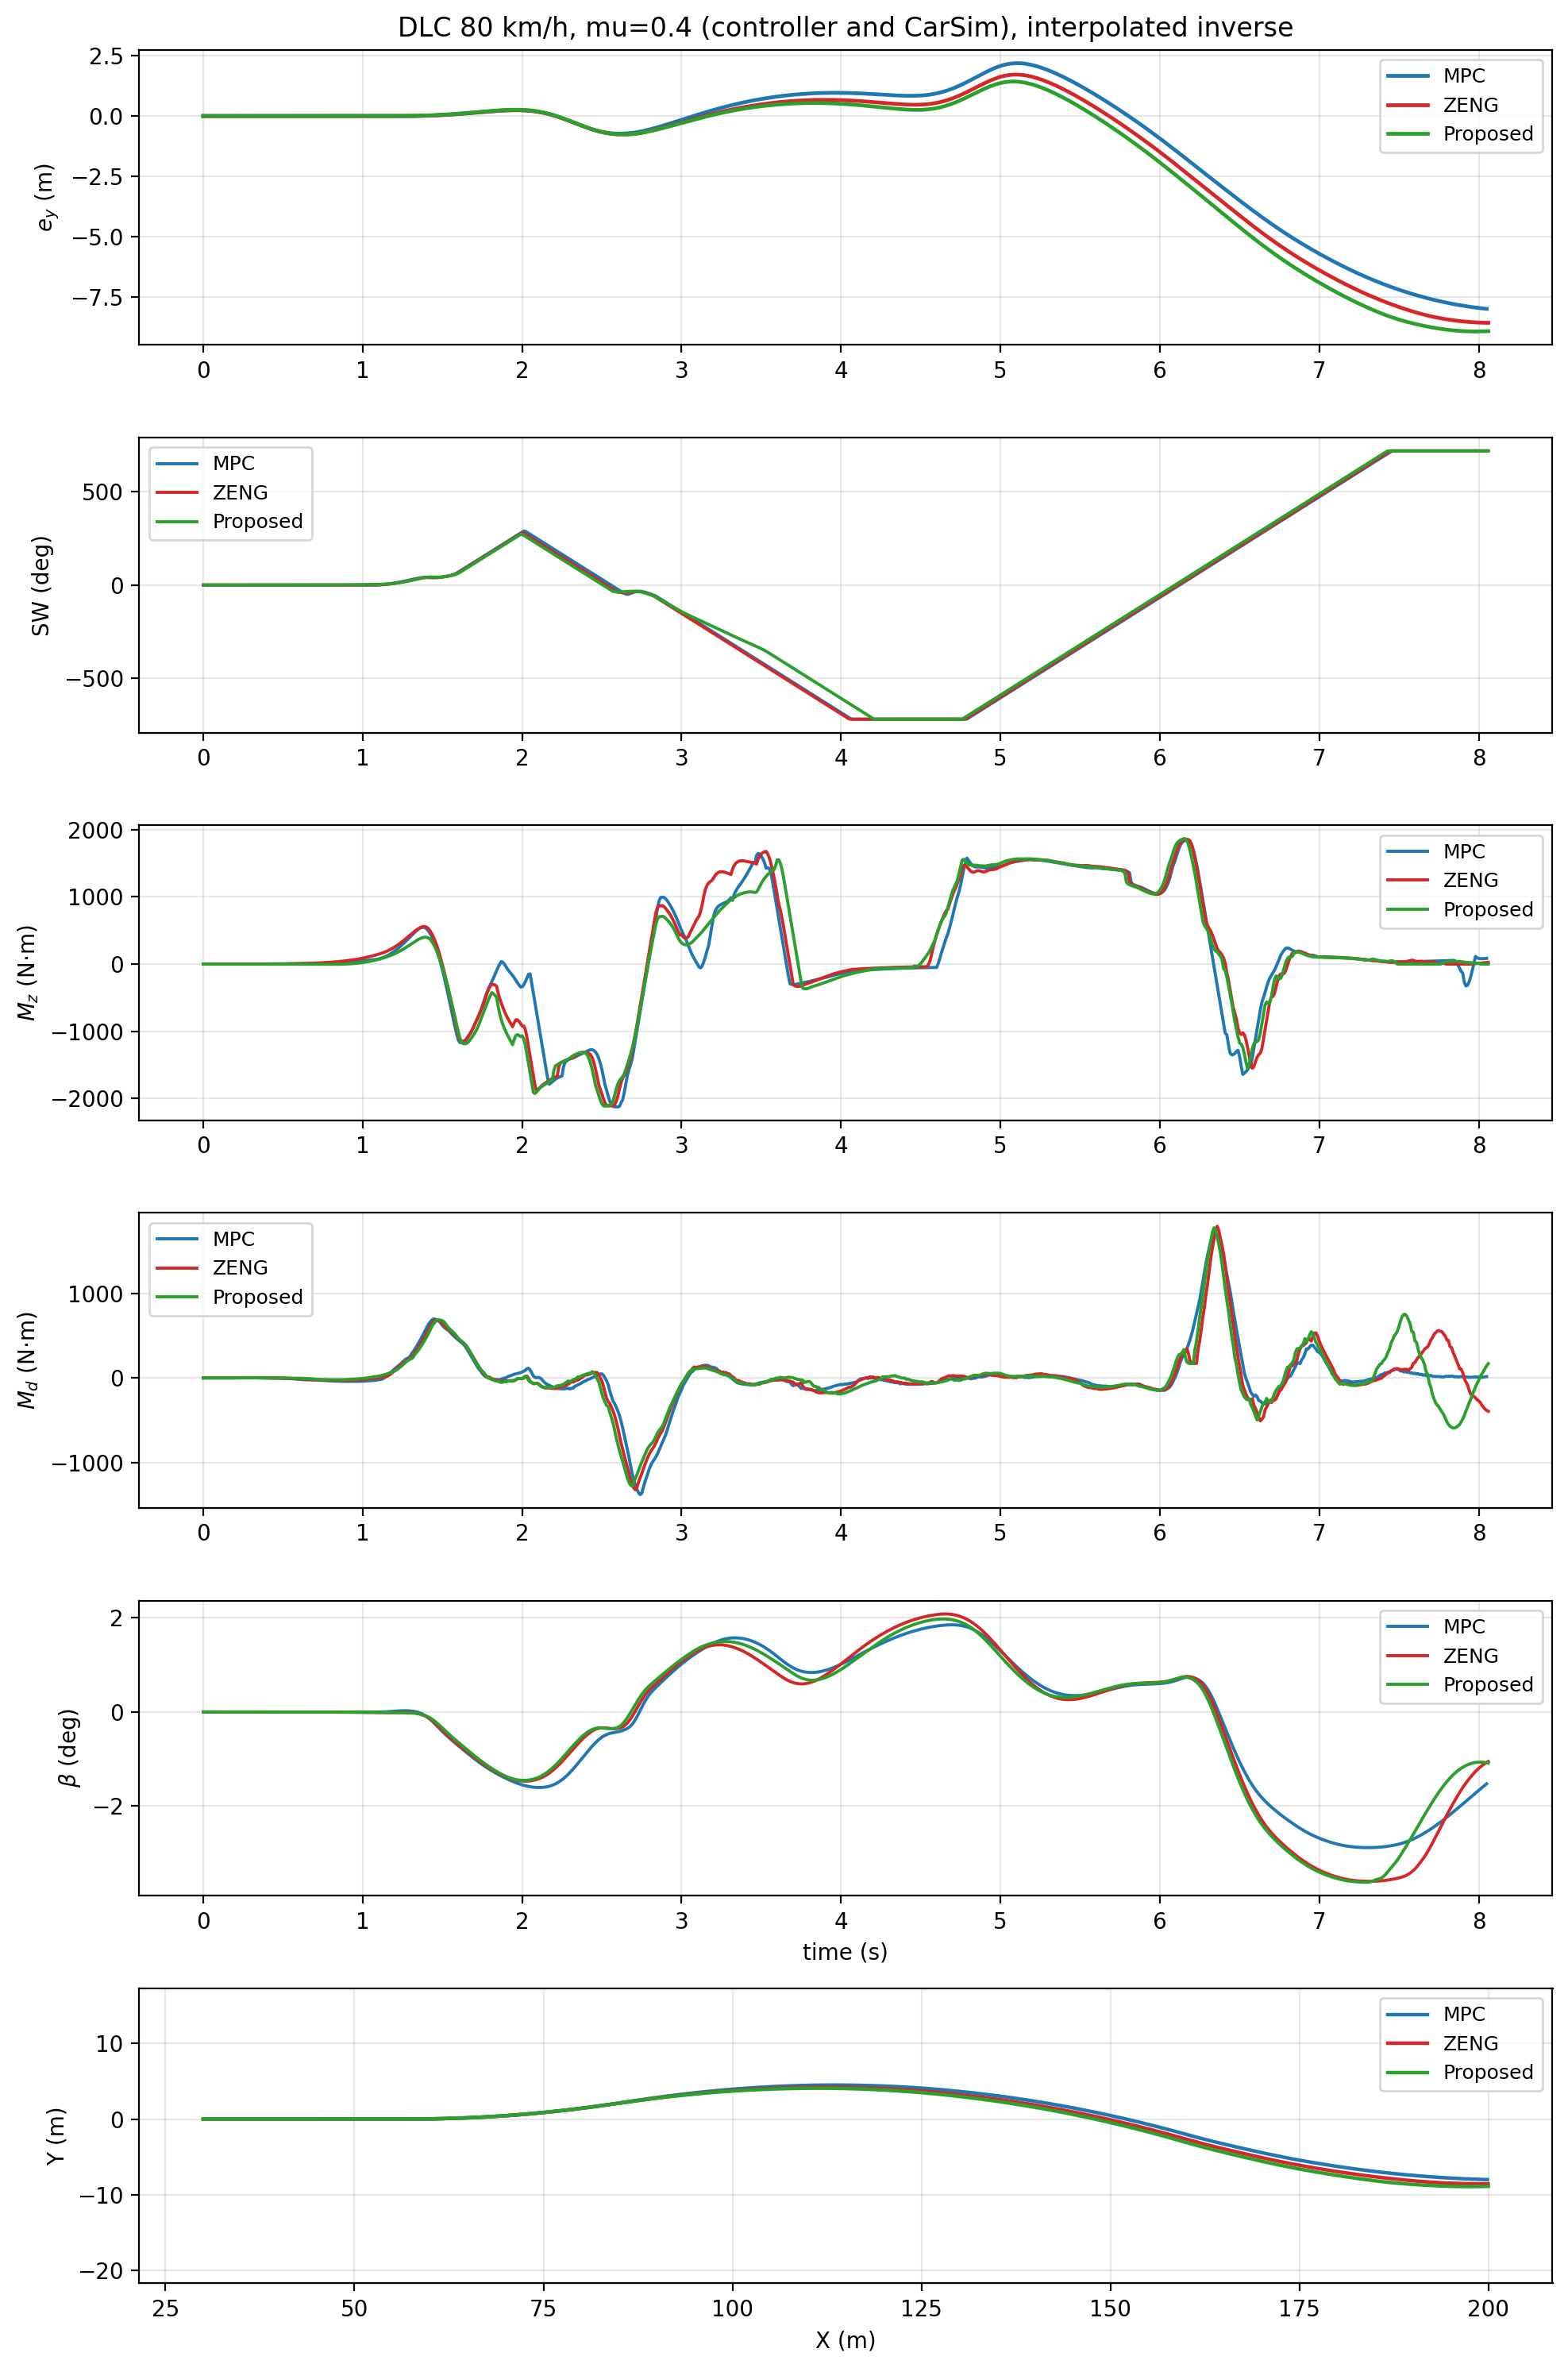 DLC 80 km/h, mu=0.4 (controller and CarSim), interpolated inverse
2.5
0.0
−2.5
−5.0
−7.5
e_y (m)
MPC
ZENG
Proposed
0 1 2 3 4 5 6 7 8
500
0
−500
SW (deg)
MPC
ZENG
Proposed
0 1 2 3 4 5 6 7 8
2000
1000
0
−1000
−2000
M_z (N·m)
MPC
ZENG
Proposed
0 1 2 3 4 5 6 7 8
1000
0
−1000
M_d (N·m)
MPC
ZENG
Proposed
0 1 2 3 4 5 6 7 8
2
0
−2
β (deg)
MPC
ZENG
Proposed
0 1 2 3 4 5 6 7 8
time (s)
10
0
−10
−20
Y (m)
MPC
ZENG
Proposed
25 50 75 100 125 150 175 200
X (m)